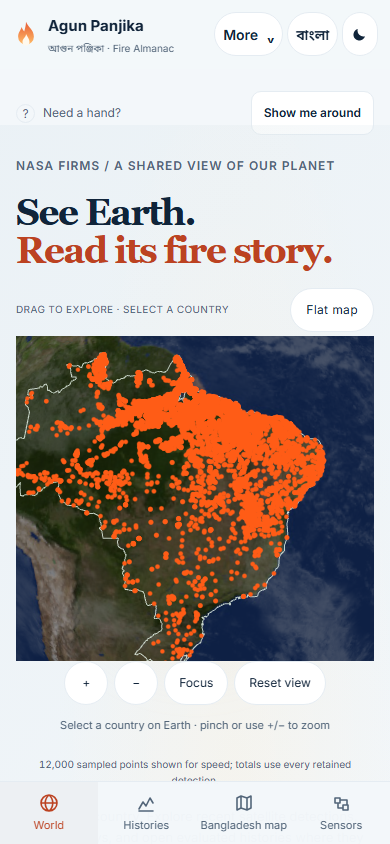 Agun Panjika
আগুন পঞ্জিকা · Fire Almanac
More
বাংলা
? Need a hand?
Show me around
NASA FIRMS / A SHARED VIEW OF OUR PLANET
See Earth.
Read its fire story.
DRAG TO EXPLORE · SELECT A COUNTRY
Flat map
+
−
Focus
Reset view
Select a country on Earth · pinch or use +/− to zoom
12,000 sampled points shown for speed; totals use every retained
detection
World
Histories
Bangladesh map
Sensors